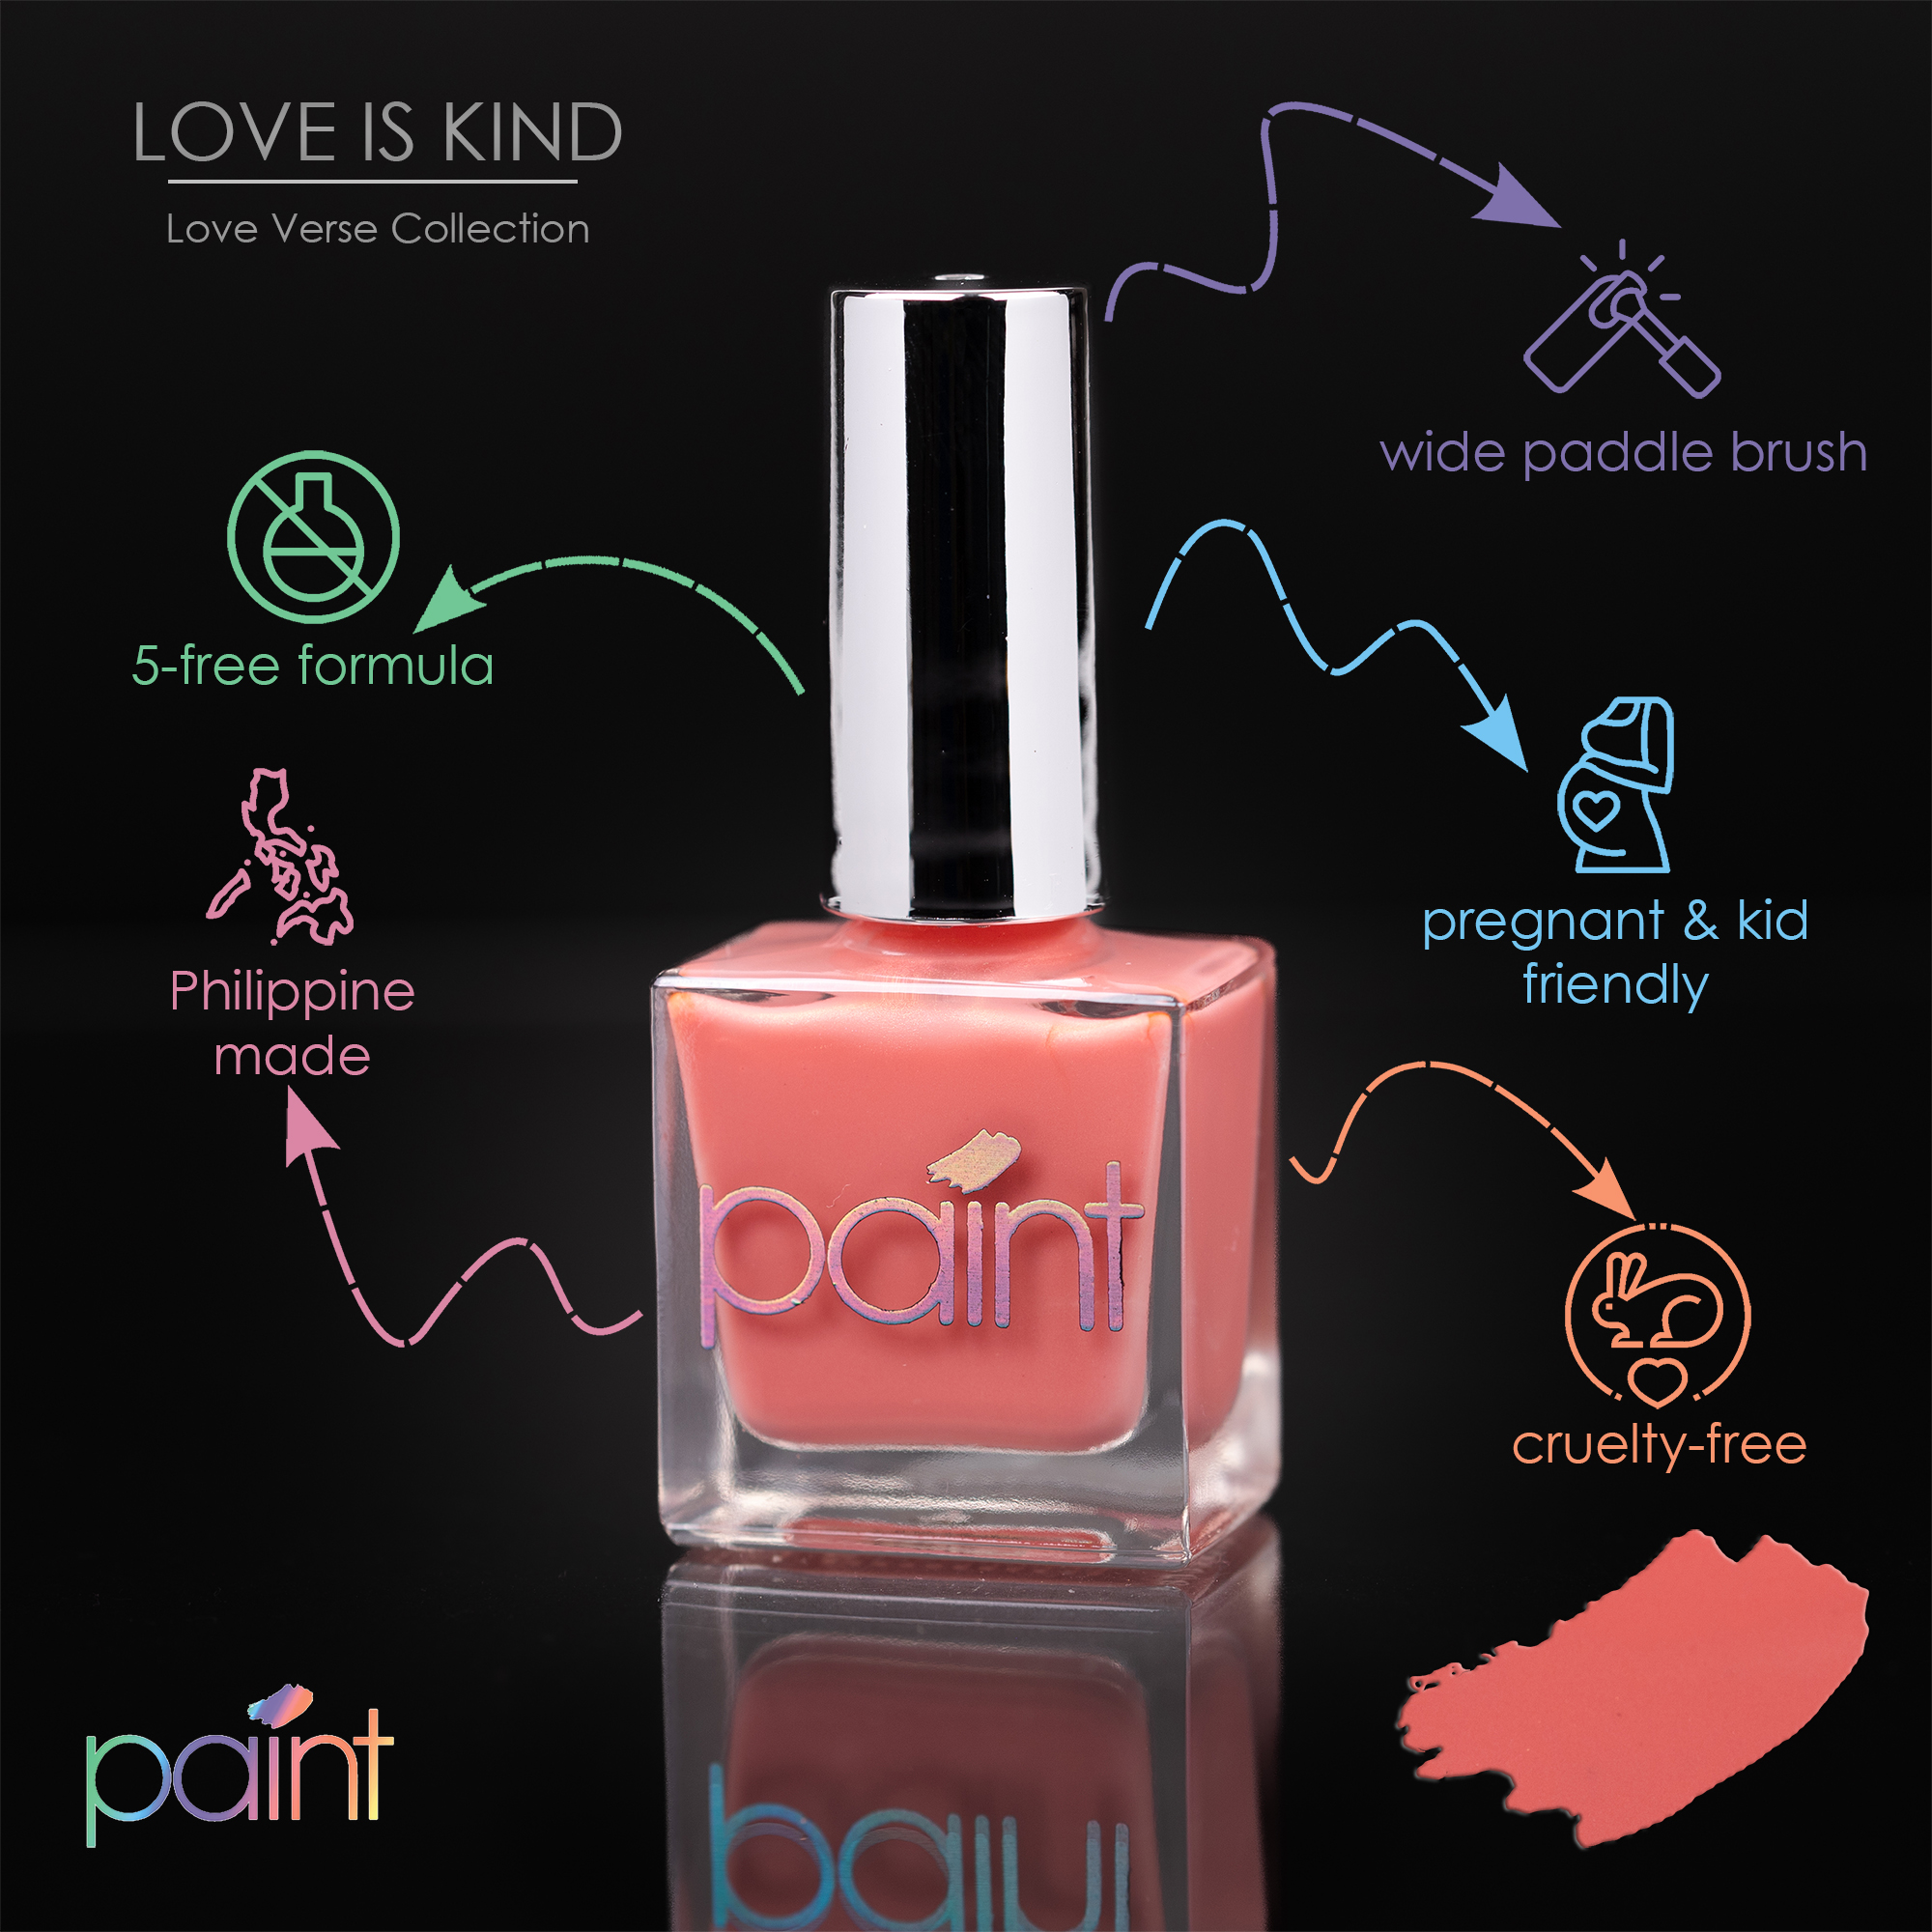 LOVE IS KIND
Love Verse Collection
wide paddle brush
5-free formula
pregnant & kid
friendly
Philippine
made
paint
cruelty-free
paint
paint